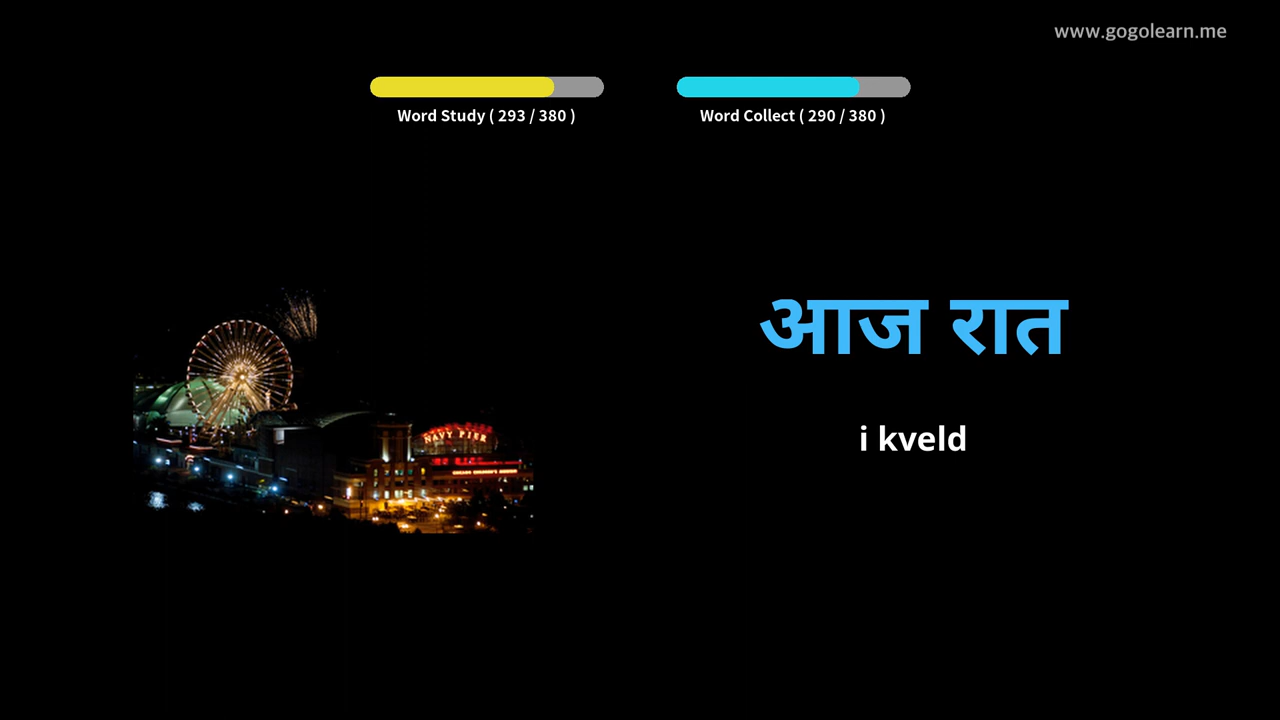 www.gogolearn.me
Word Study ( 293 / 380 )
Word Collect ( 290 / 380 )
आज रात
i kveld
NAVY PIER